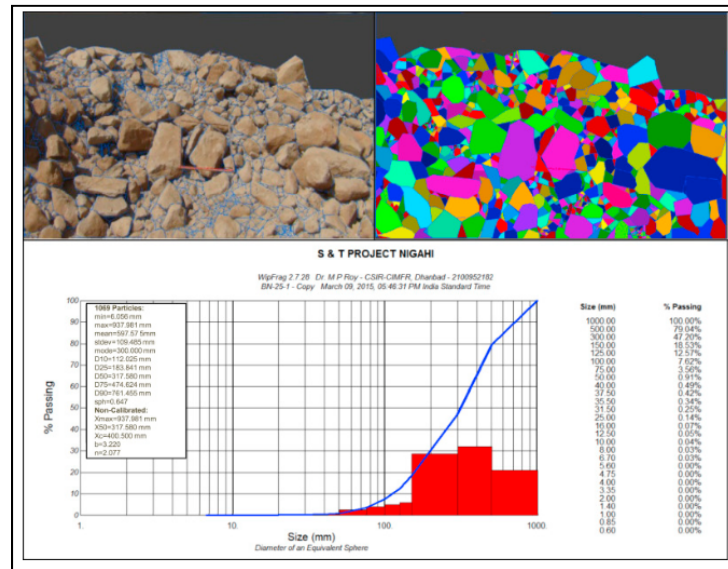 S & T PROJECT NIGAHI
WipFrag 2.7.26 Dr. M P Roy - CSIR-CIMFR, Dhanbad - 2100952182
BN-25-1 - Copy March 09, 2015, 05:46:31 PM India Standard Time
1069 Particles:
min=6.056 mm
max=937.981 mm
mean=597.575 mm
stdev=109.485 mm
mode=300.000 mm
D10=112.025 mm
D25=183.841 mm
D50=317.580 mm
D75=474.624 mm
D90=761.455 mm
sph=0.647
Non-Calibrated:
Xmax=937.981 mm
X50=317.580 mm
Xc=400.500 mm
b=3.220
n=2.077
% Passing
100
90
80
70
60
50
40
30
20
10
0
1.
10
100
1000
Size (mm)
Diameter of an Equivalent Sphere
Size (mm) % Passing
1000.00 100.00%
500.00 79.04%
300.00 47.20%
150.00 18.53%
125.00 12.57%
100.00 7.62%
75.00 3.56%
50.00 0.91%
40.00 0.49%
37.50 0.42%
35.50 0.34%
31.50 0.25%
25.00 0.14%
16.00 0.07%
12.50 0.05%
10.00 0.04%
8.00 0.03%
6.70 0.03%
5.60 0.00%
4.75 0.00%
4.00 0.00%
3.35 0.00%
2.00 0.00%
1.40 0.00%
1.00 0.00%
0.85 0.00%
0.60 0.00%